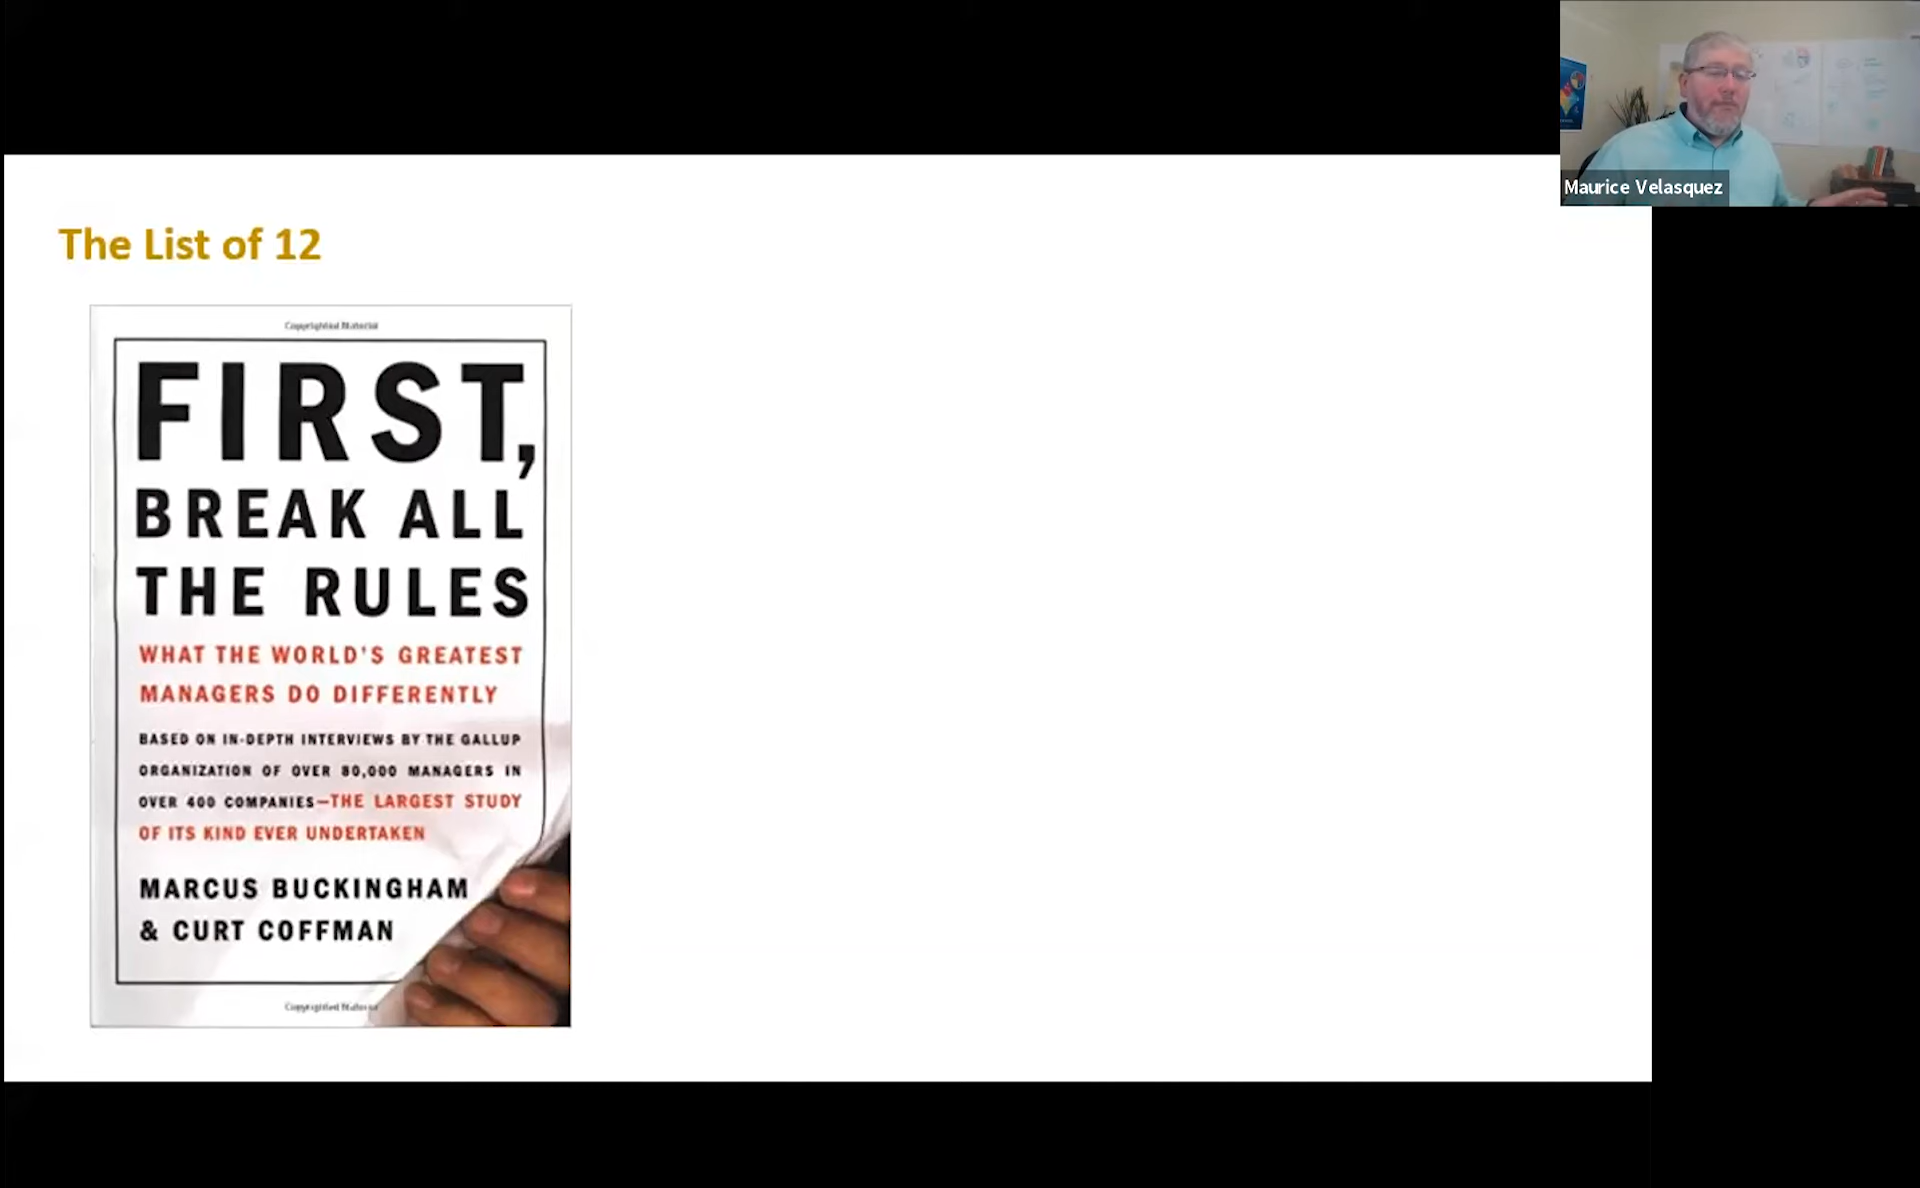 Maurice Velasquez
The List of 12
Copyrighted Material
FIRST,
BREAK ALL
THE RULES
WHAT THE WORLD'S GREATEST
MANAGERS DO DIFFERENTLY
BASED ON IN-DEPTH INTERVIEWS BY THE GALLUP
ORGANIZATION OF OVER 80,000 MANAGERS IN
OVER 400 COMPANIES—THE LARGEST STUDY
OF ITS KIND EVER UNDERTAKEN
MARCUS BUCKINGHAM
& CURT COFFMAN
Copyrighted Material